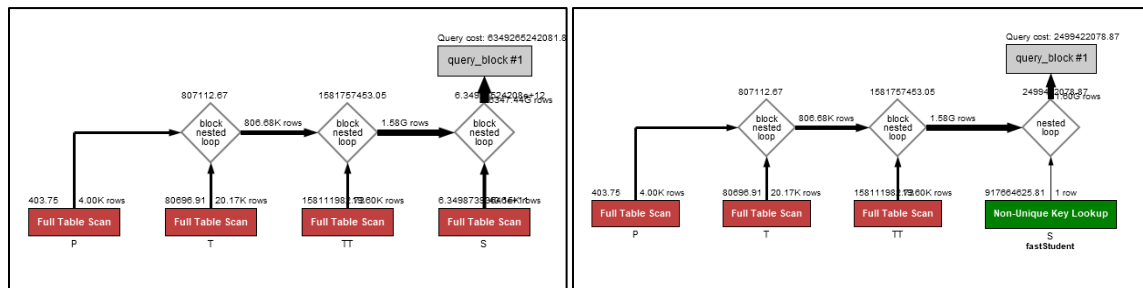 Query cost: 6349265242081.8
query_block #1
807112.67
1581757453.05
block nested loop
806.68K rows
block nested loop
1.58G rows
block nested loop
403.75
4.00K rows
80696.91
20.17K rows
Full Table Scan
Full Table Scan
Full Table Scan
Full Table Scan
P
T
TT
S
Query cost: 2499422078.87
query_block #1
807112.67
1581757453.05
1.60G rows
block nested loop
806.68K rows
block nested loop
1.58G rows
nested loop
403.75
4.00K rows
80696.91
20.17K rows
917664625.81
1 row
Full Table Scan
Full Table Scan
Full Table Scan
Non-Unique Key Lookup
P
T
TT
S
fastStudent